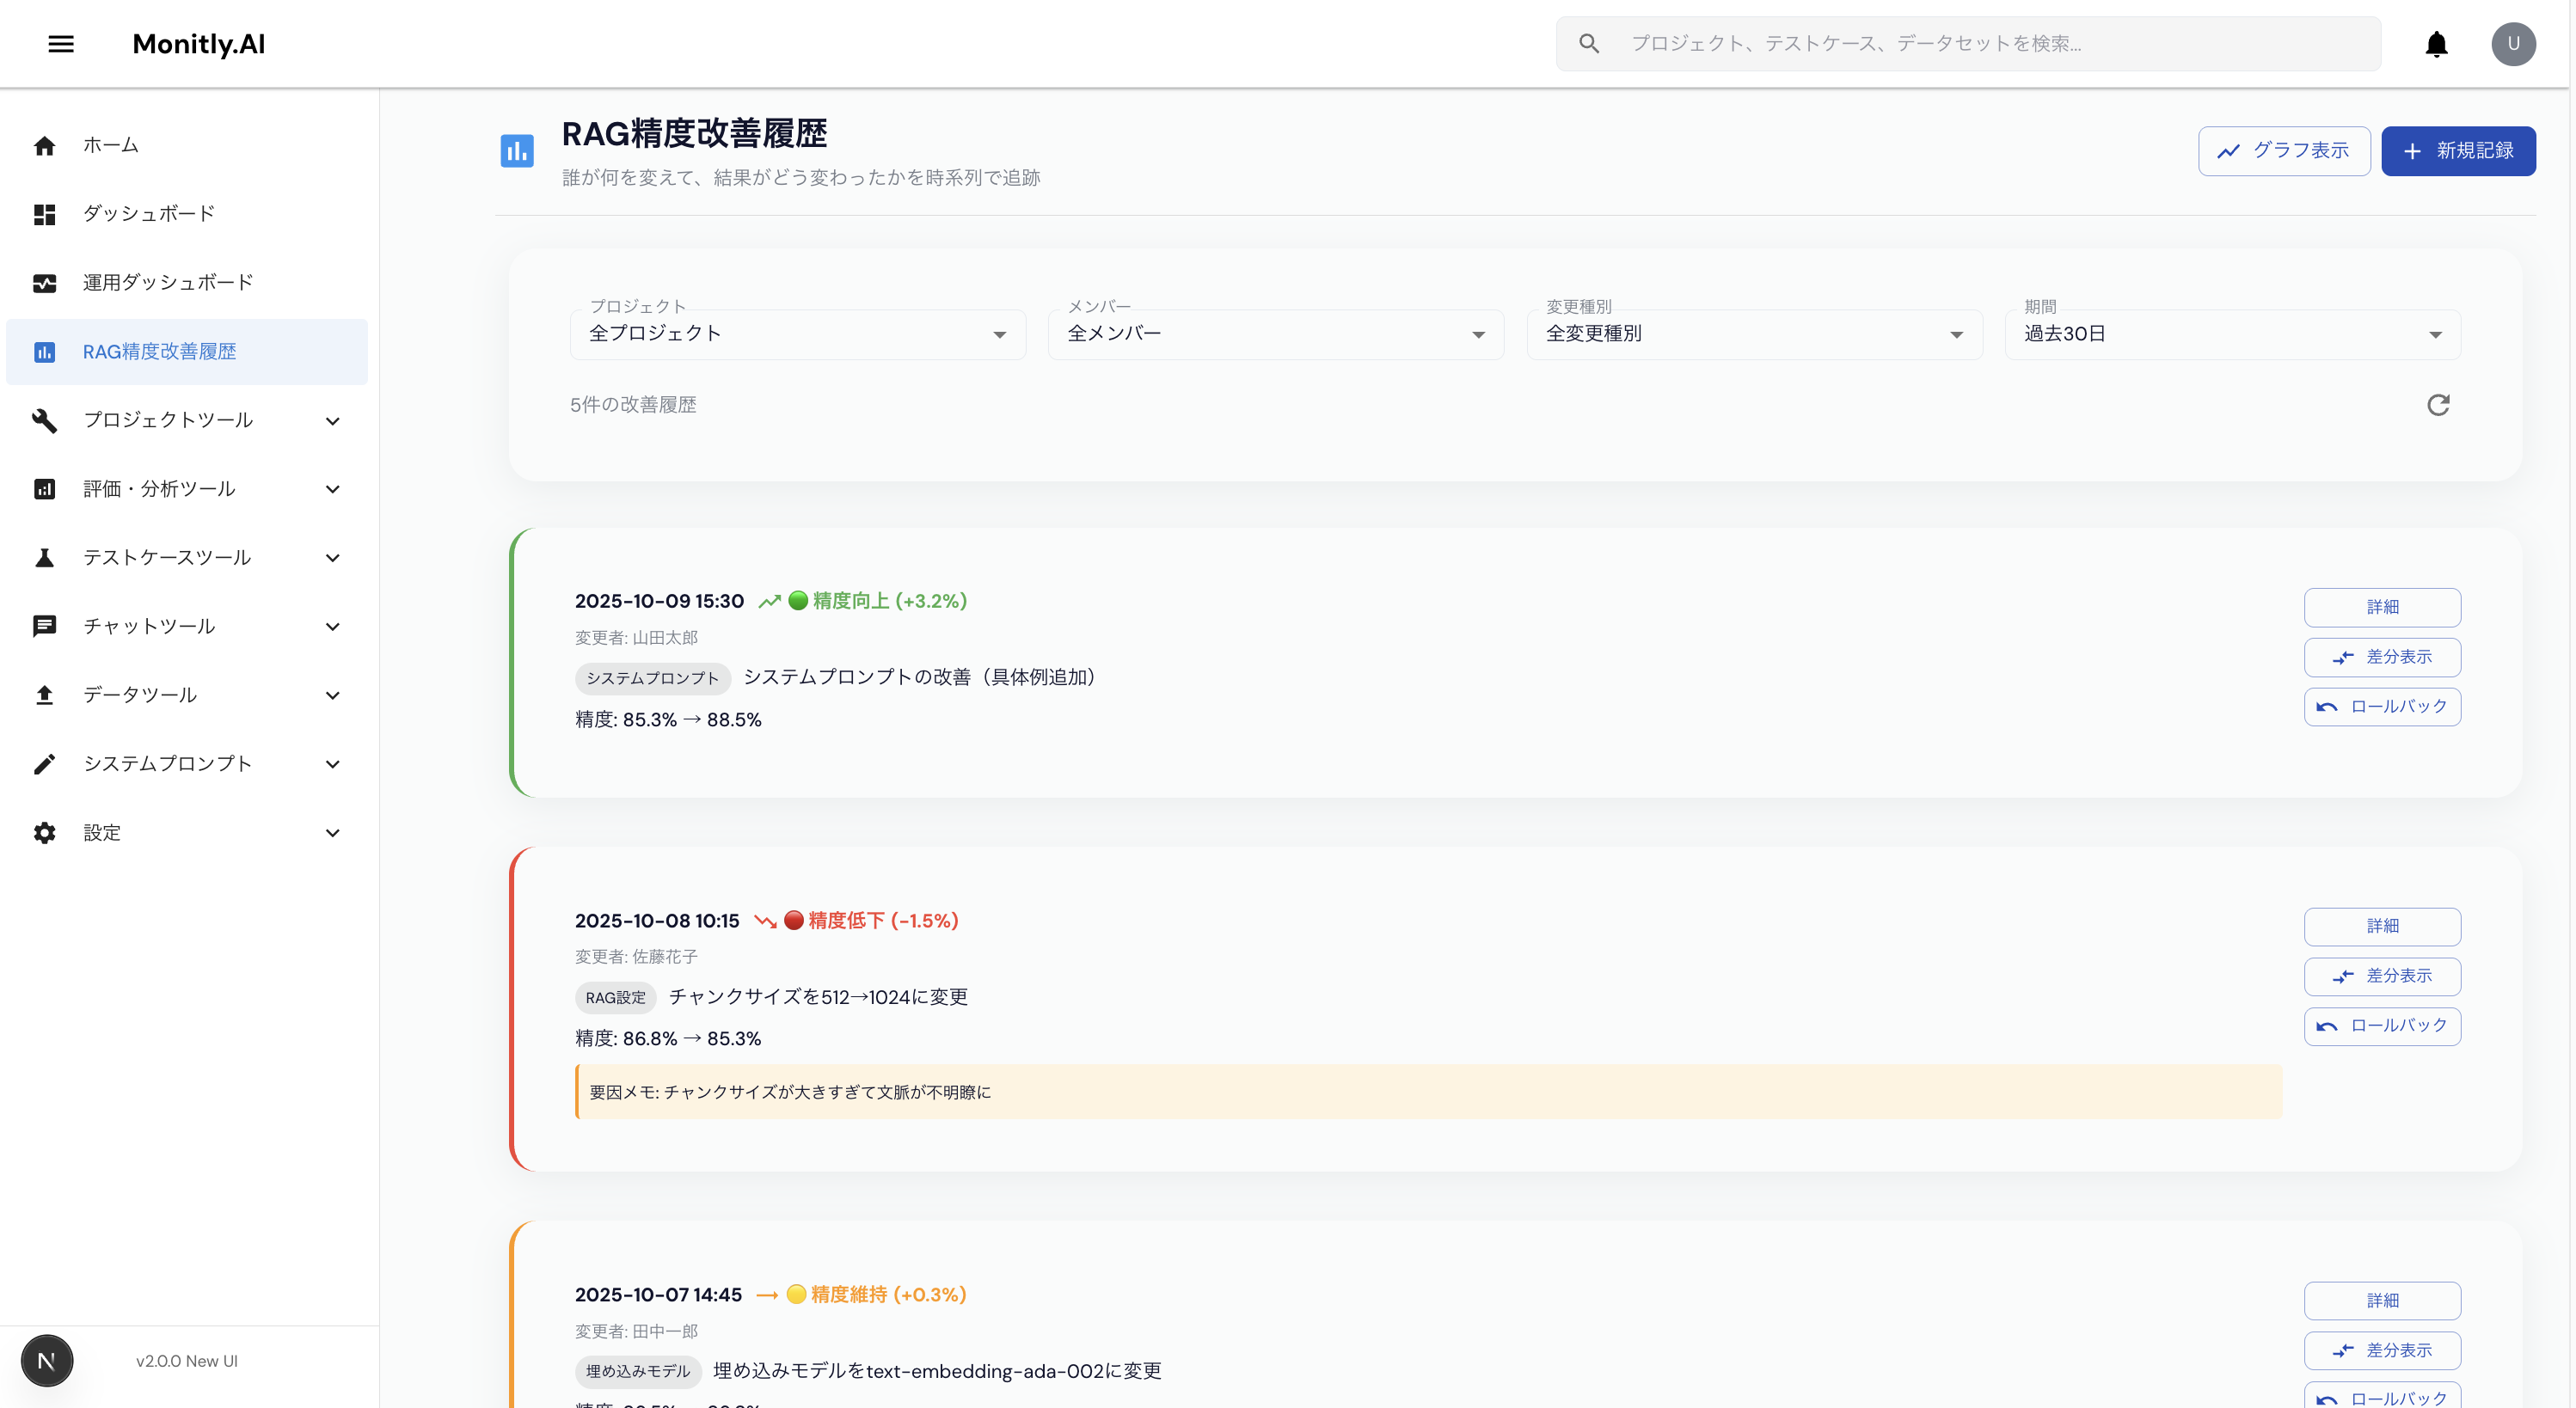 Monitly.AI
プロジェクト、テストケース、データセットを検索...
U
ホーム
ダッシュボード
運用ダッシュボード
RAG精度改善履歴
プロジェクトツール
評価・分析ツール
テストケースツール
チャットツール
データツール
システムプロンプト
設定
v2.0.0 New UI
N
RAG精度改善履歴
誰が何を変えて、結果がどう変わったかを時系列で追跡
グラフ表示
新規記録
プロジェクト
全プロジェクト
メンバー
全メンバー
変更種別
全変更種別
期間
過去30日
5件の改善履歴
2025-10-09 15:30 精度向上 (+3.2%)
変更者: 山田太郎
システムプロンプト システムプロンプトの改善（具体例追加）
精度: 85.3% → 88.5%
詳細
差分表示
ロールバック
2025-10-08 10:15 精度低下 (-1.5%)
変更者: 佐藤花子
RAG設定 チャンクサイズを512→1024に変更
精度: 86.8% → 85.3%
要因メモ: チャンクサイズが大きすぎて文脈が不明瞭に
詳細
差分表示
ロールバック
2025-10-07 14:45 精度維持 (+0.3%)
変更者: 田中一郎
埋め込みモデル 埋め込みモデルをtext-embedding-ada-002に変更
詳細
差分表示
ロールバック